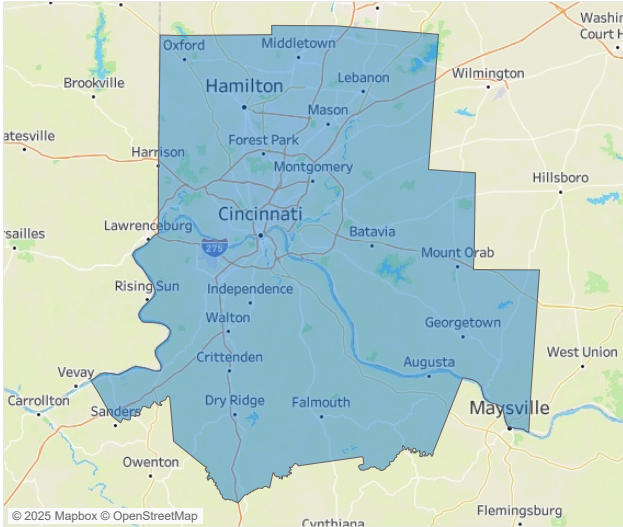 Washin
Court H
Oxford
Middletown
Brookville
Hamilton
Lebanon
Wilmington
Mason
atesville
Forest Park
Harrison
Montgomery
Hillsboro
Cincinnati
Lawrenceburg
rsailles
275
Batavia
Mount Orab
Rising Sun
Independence
Walton
Georgetown
Crittenden
Augusta
West Union
Vevay
Carrollton
Sanders
Dry Ridge
Falmouth
Maysville
Owenton
Flemingsburg
Cynthiana
© 2025 Mapbox © OpenStreetMap